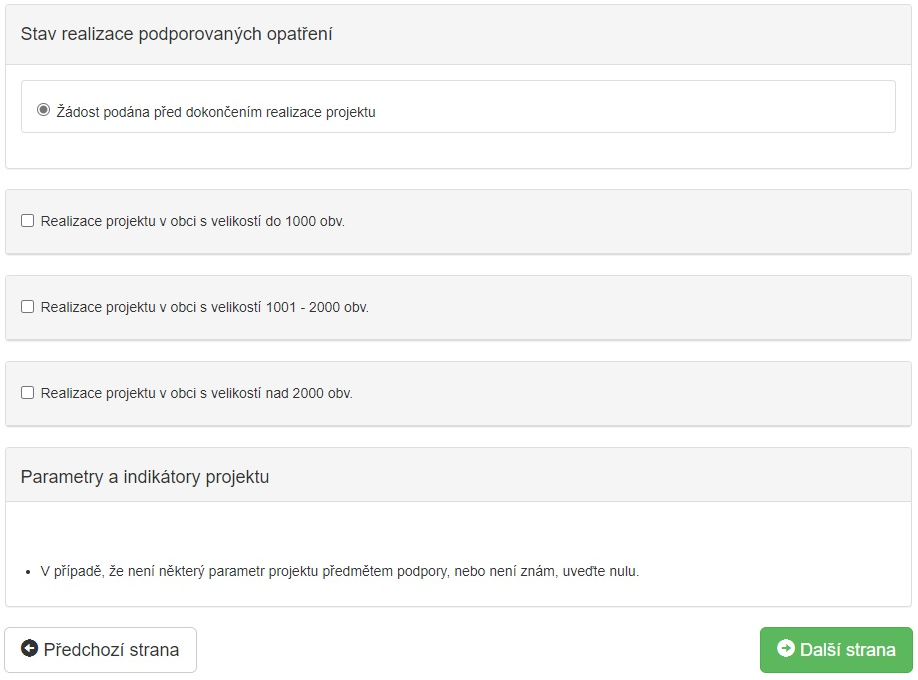 Stav realizace podporovaných opatření
Žádost podána před dokončením realizace projektu
Realizace projektu v obci s velikostí do 1000 obv.
Realizace projektu v obci s velikostí 1001 - 2000 obv.
Realizace projektu v obci s velikostí nad 2000 obv.
Parametry a indikátory projektu
• V případě, že není některý parametr projektu předmětem podpory, nebo není znám, uveďte nulu.
Předchozí strana
Další strana